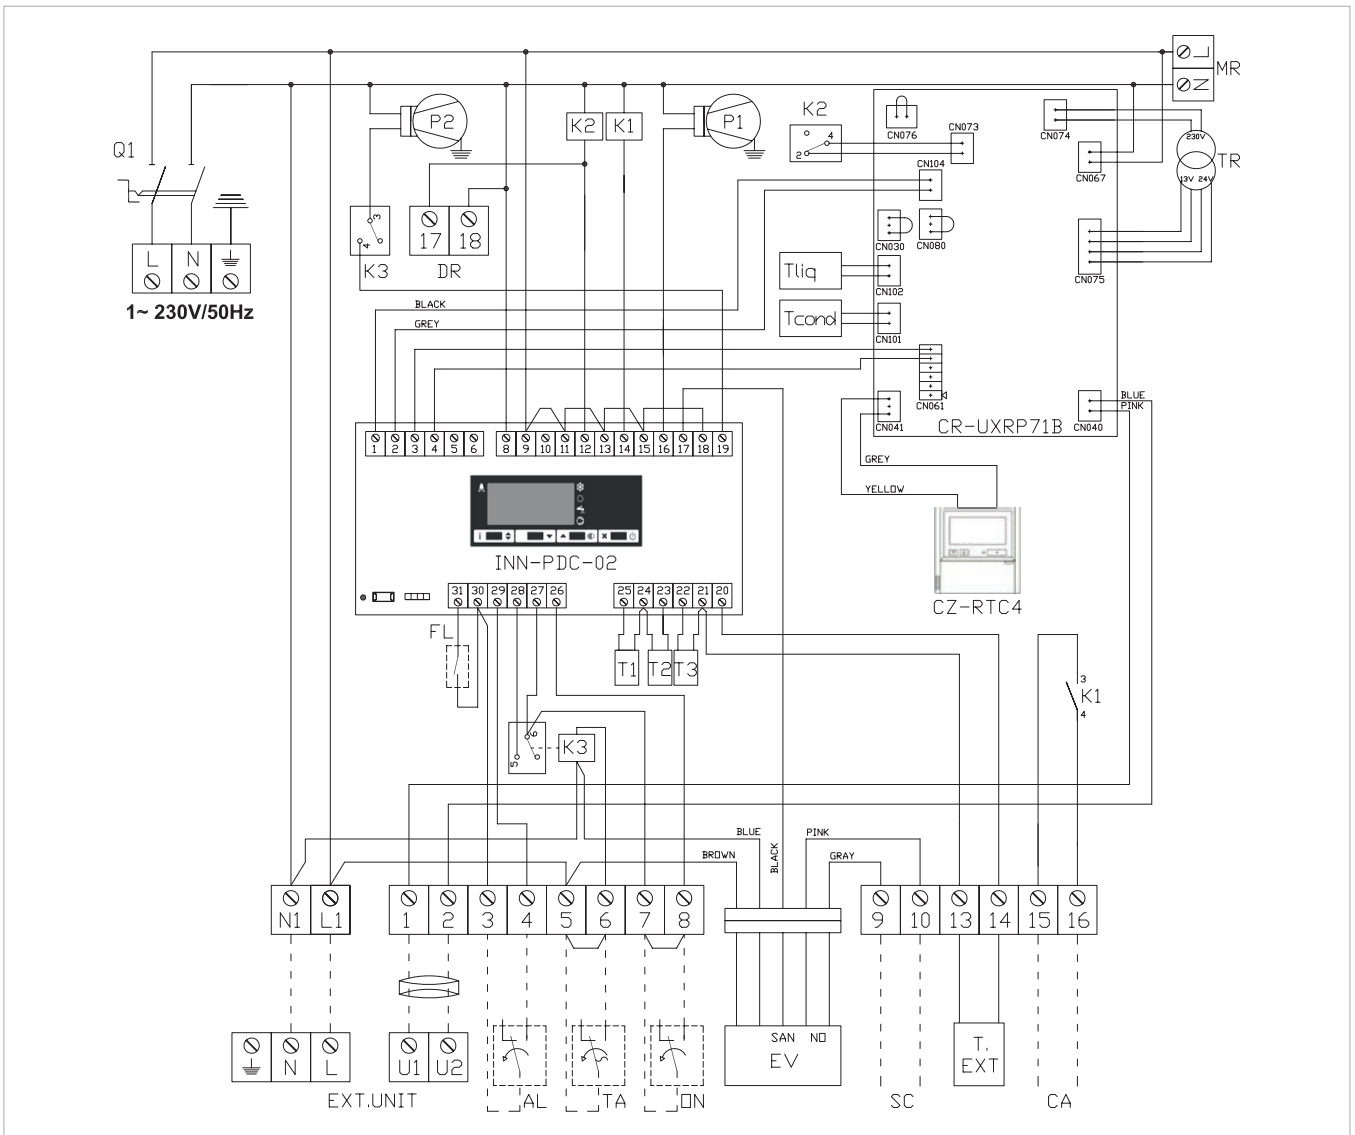 L
MR
N
Q1
P2
K2
K1
P1
K2
4
2
CN076
CN073
CN074
230V
TR
13V 24V
CN104
CN067
L
N
1~ 230V/50Hz
3
4
K3
17
18
DR
CN030
CN080
Tliq
CN102
CN075
BLACK
GREY
Tcond
CN101
CN061
CN041
CR-UXRP71B
CN040
BLUE
PINK
1 2 3 4 5 6
8 9 10 11 12 13 14 15 16 17 18 19
GREY
YELLOW
INN-PDC-02
CZ-RTC4
31 30 29 28 27 26
25 24 23 22 21 20
FL
T1
T2
T3
3
K1
4
6
5
K3
BLUE
BLACK
PINK
BROWN
GRAY
N1
L1
1 2 3 4 5 6 7 8
9 10 13 14 15 16
N
L
U1
U2
SAN NO
EV
T.
EXT
EXT.UNIT
AL
TA
ON
SC
CA